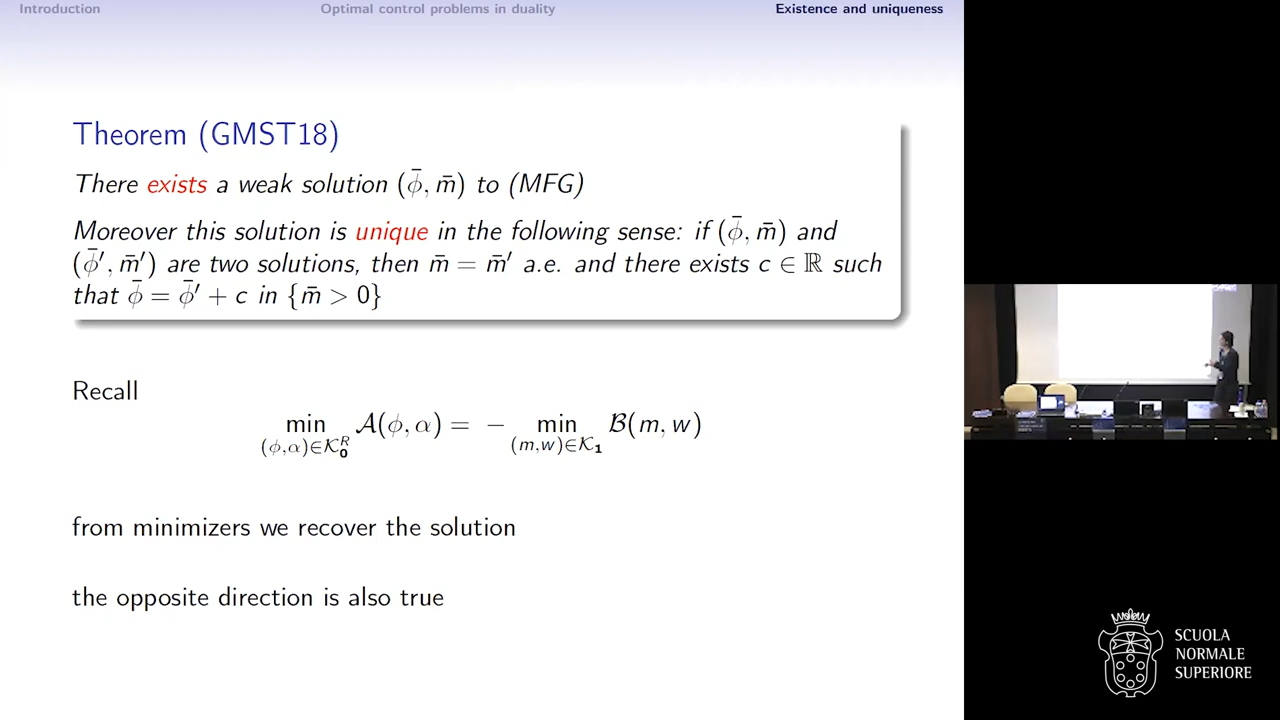 Introduction
Optimal control problems in duality
Existence and uniqueness
Theorem (GMST18)
There exists a weak solution (ϕ̄, m̄) to (MFG)
Moreover this solution is unique in the following sense: if (ϕ̄, m̄) and
(ϕ̄′, m̄′) are two solutions, then m̄ = m̄′ a.e. and there exists c ∈ ℝ such
that ϕ̄ = ϕ̄′ + c in {m̄ > 0}
Recall
min_{(ϕ,α)∈𝒦₀ᴿ} 𝒜(ϕ, α) = − min_{(m,w)∈𝒦₁} ℬ(m, w)
from minimizers we recover the solution
the opposite direction is also true
SCUOLA
NORMALE
SUPERIORE